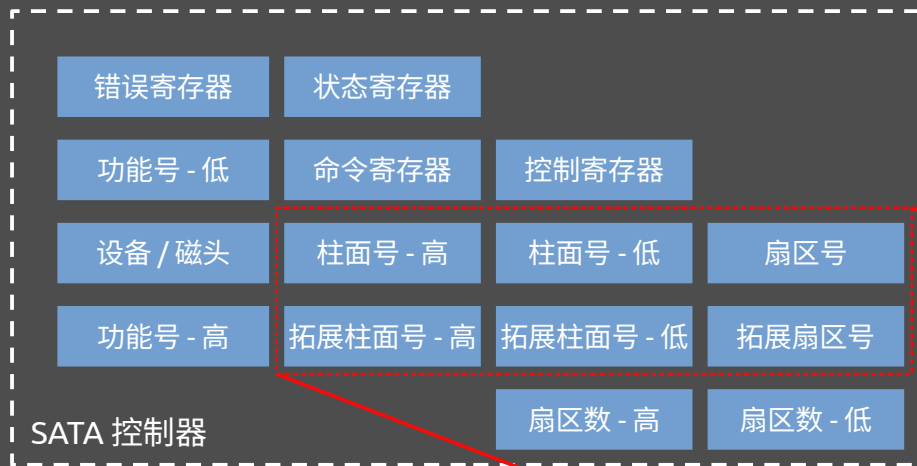 错误寄存器 状态寄存器
功能号 - 低 命令寄存器 控制寄存器
设备 / 磁头 柱面号 - 高 柱面号 - 低 扇区号
功能号 - 高 拓展柱面号 - 高 拓展柱面号 - 低 拓展扇区号
扇区数 - 高 扇区数 - 低
SATA 控制器